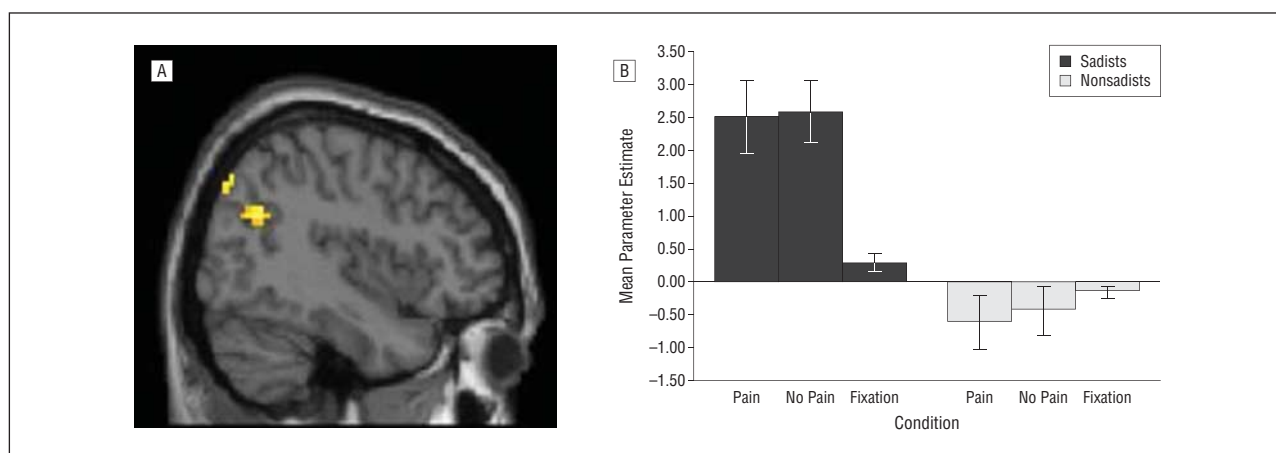 A
B
Sadists
Nonsadists
Mean Parameter Estimate
3.50
3.00
2.50
2.00
1.50
1.00
0.50
0.00
−0.50
−1.00
−1.50
Pain No Pain Fixation Pain No Pain Fixation
Condition